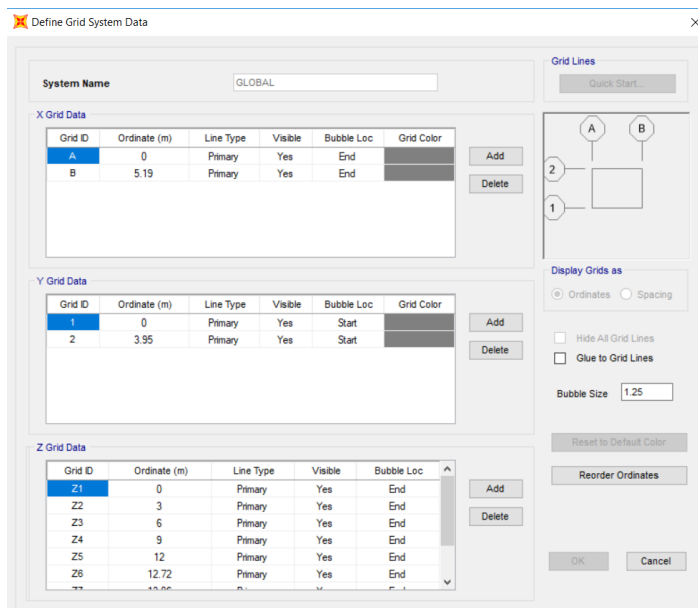 Define Grid System Data
System Name GLOBAL
Grid Lines
Quick Start...
X Grid Data
Grid ID Ordinate (m) Line Type Visible Bubble Loc Grid Color
A 0 Primary Yes End
B 5.19 Primary Yes End
Add
Delete
A B
2
1
Y Grid Data
Grid ID Ordinate (m) Line Type Visible Bubble Loc Grid Color
1 0 Primary Yes Start
2 3.95 Primary Yes Start
Add
Delete
Display Grids as
Ordinates Spacing
Hide All Grid Lines
Glue to Grid Lines
Bubble Size 1.25
Z Grid Data
Grid ID Ordinate (m) Line Type Visible Bubble Loc
Z1 0 Primary Yes End
Z2 3 Primary Yes End
Z3 6 Primary Yes End
Z4 9 Primary Yes End
Z5 12 Primary Yes End
Z6 12.72 Primary Yes End
Add
Delete
Reset to Default Color
Reorder Ordinates
OK Cancel